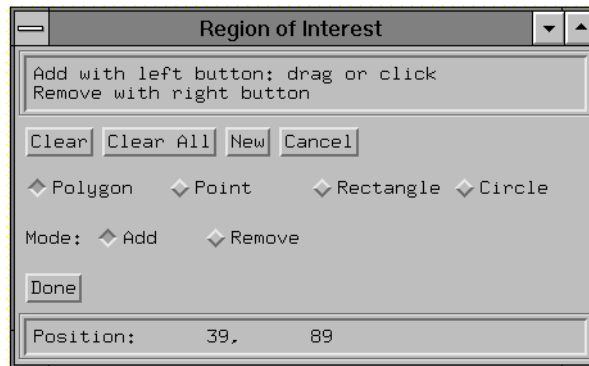 Region of Interest
Add with left button: drag or click
Remove with right button
Clear Clear All New Cancel
Polygon Point Rectangle Circle
Mode: Add Remove
Done
Position: 39, 89